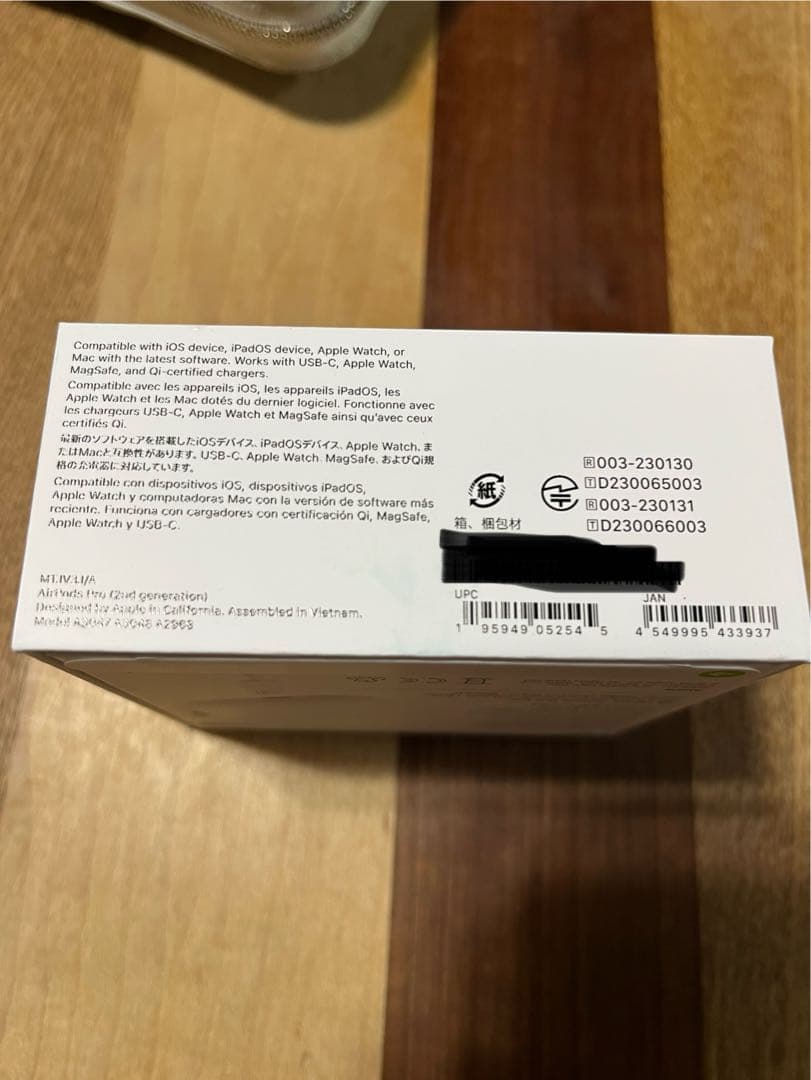 Compatible with iOS device, iPadOS device, Apple Watch, or
Mac with the latest software. Works with USB-C, Apple Watch,
MagSafe, and Qi-certified chargers.
Compatible avec les appareils iOS, les appareils iPadOS, les
Apple Watch et les Mac dotés du dernier logiciel. Fonctionne avec
les chargeurs USB-C, Apple Watch et MagSafe ainsi qu'avec ceux
certifiés Qi.
最新のソフトウェアを搭載したiOSデバイス、iPadOSデバイス、Apple Watch、ま
たはMacと互換性があります。USB-C、Apple Watch、MagSafe、およびQi規
格の充電器に対応しています。
Compatible con dispositivos iOS, dispositivos iPadOS,
Apple Watch y computadoras Mac con la versión de software más
reciente. Funciona con cargadores con certificación Qi, MagSafe,
Apple Watch y USB-C.
AirPods Pro (2nd generation)
Designed by Apple in California. Assembled in Vietnam.
Model A3047 A3048 A2968
紙
箱、梱包材
R 003-230130
T D230065003
R 003-230131
T D230066003
UPC
1 95949 05254 5
JAN
4 549995 433937